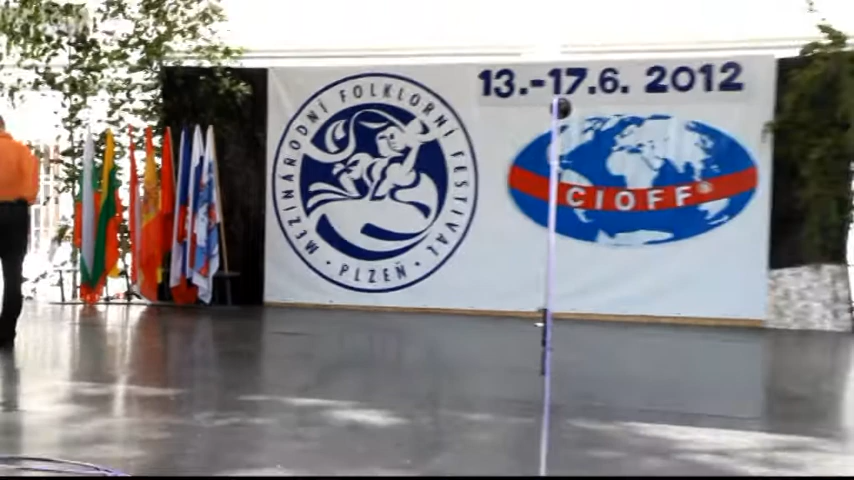 MEZINÁRODNÍ FOLKLORNÍ FESTIVAL
• PLZEŇ •
13.-17.6. 2012
CIOFF®